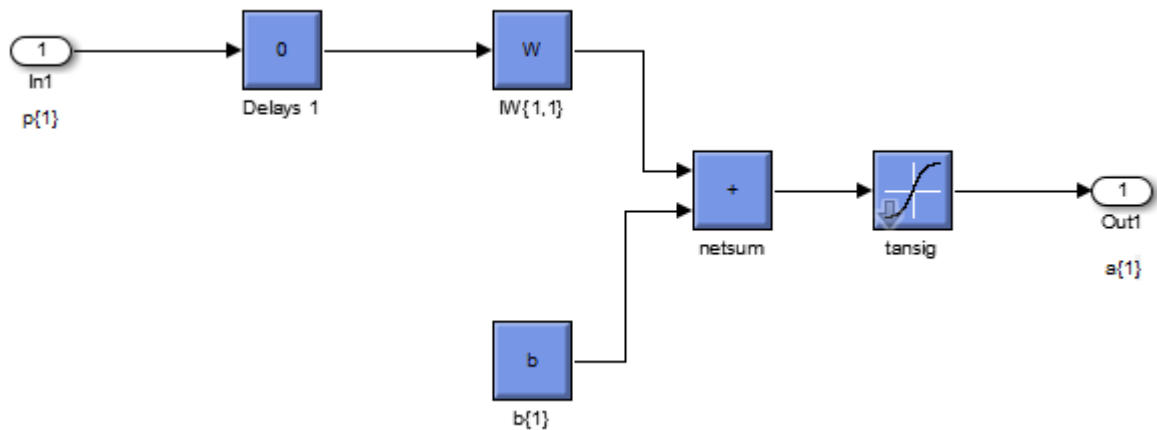 1
In1
p{1}
0
Delays 1
W
IW{1,1}
+
netsum
tansig
1
Out1
a{1}
b
b{1}